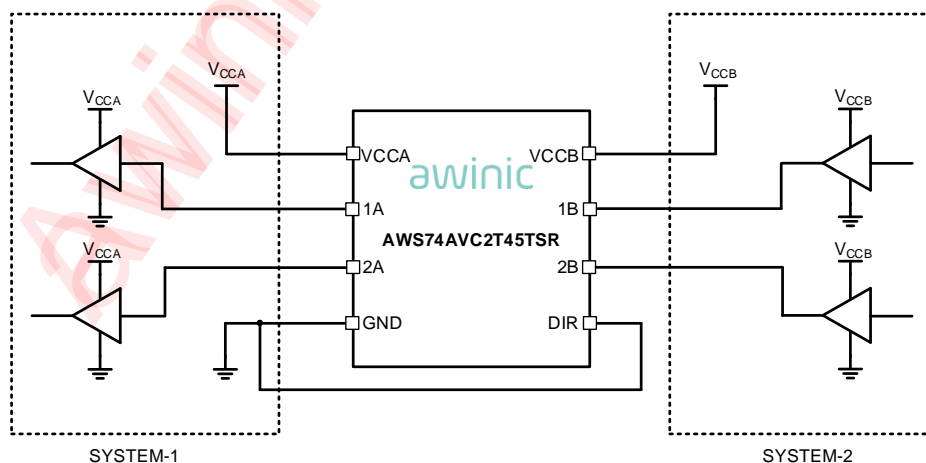 Awini
VCCA
VCCB
VCCA
VCCB
VCCA
VCCB
awinic
1A
1B
AWS74AVC2T45TSR
VCCA
VCCB
2A
2B
GND
DIR
SYSTEM-1
SYSTEM-2